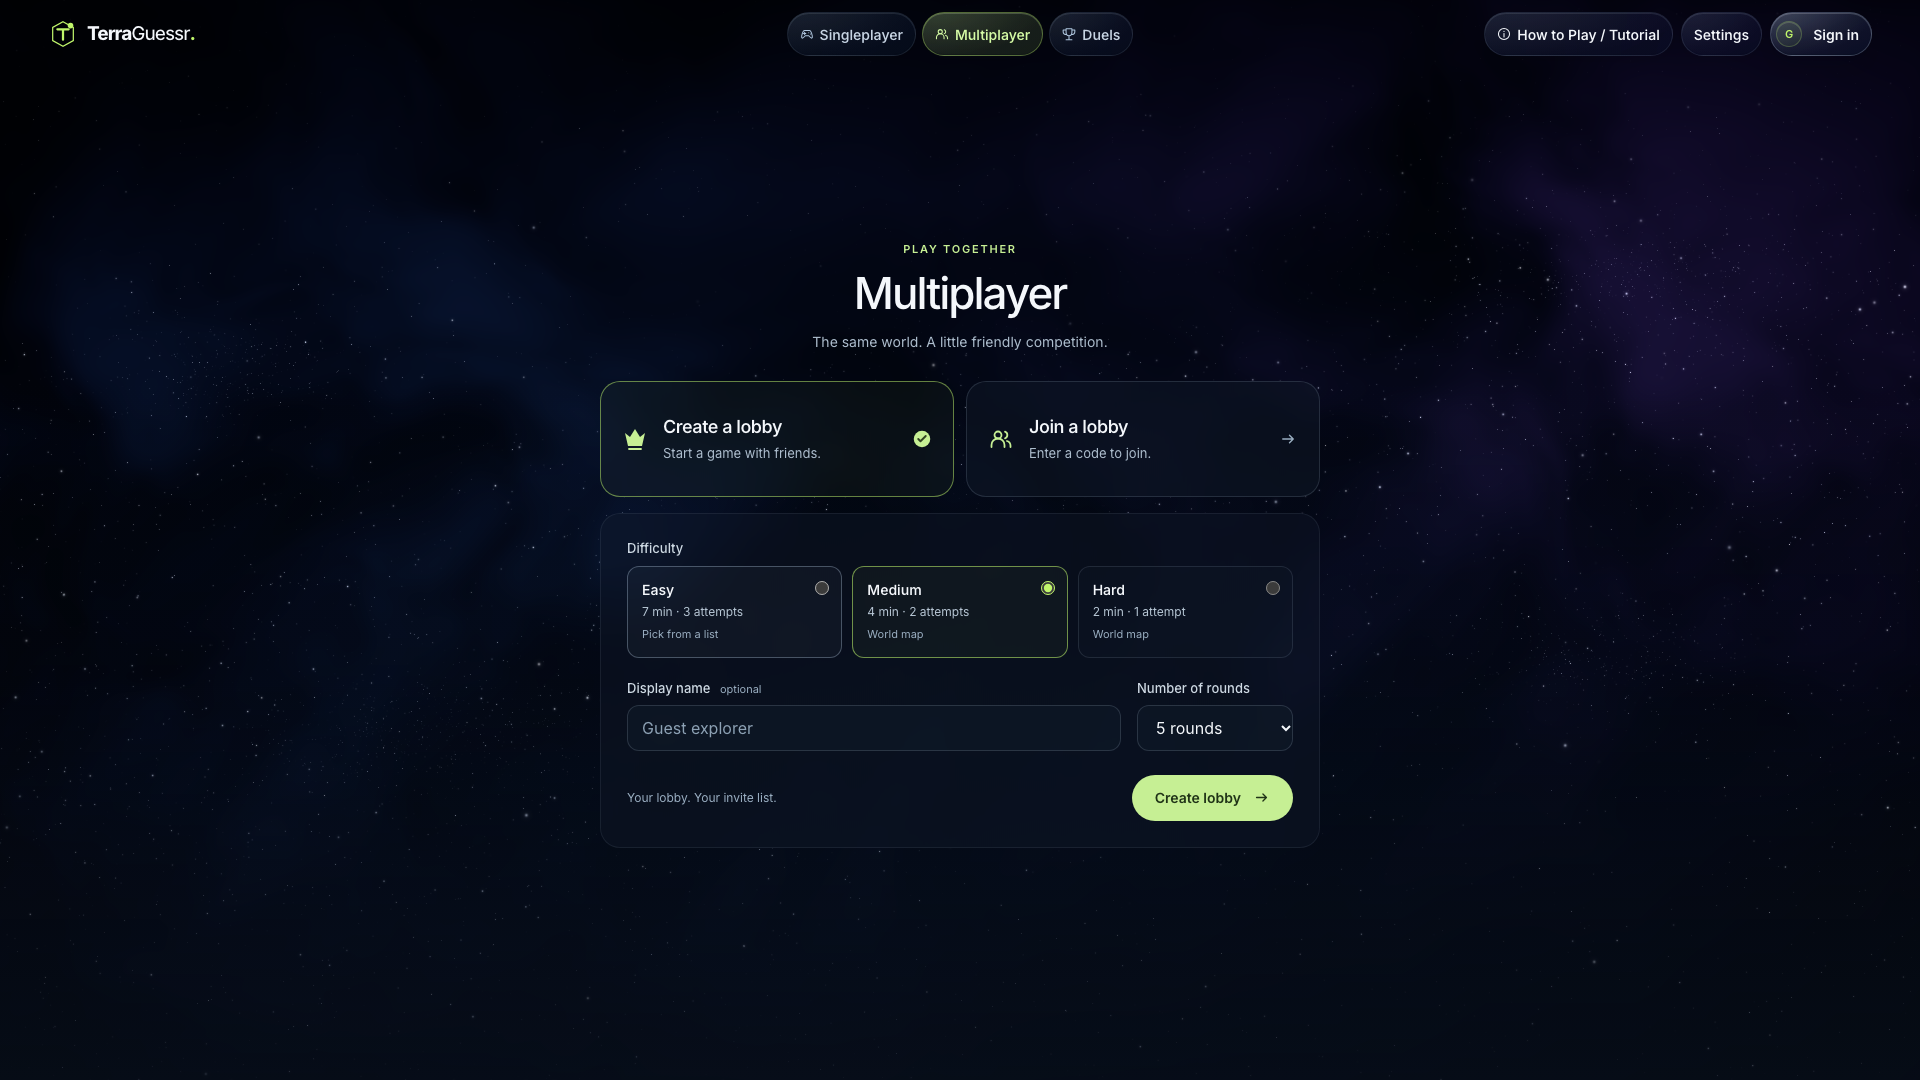 TerraGuessr.
Singleplayer
Multiplayer
Duels
How to Play / Tutorial
Settings
G
Sign in
PLAY TOGETHER
Multiplayer
The same world. A little friendly competition.
Create a lobby
Start a game with friends.
Join a lobby
Enter a code to join.
Difficulty
Easy
7 min · 3 attempts
Pick from a list
Medium
4 min · 2 attempts
World map
Hard
2 min · 1 attempt
World map
Display name optional
Guest explorer
Number of rounds
5 rounds
Your lobby. Your invite list.
Create lobby